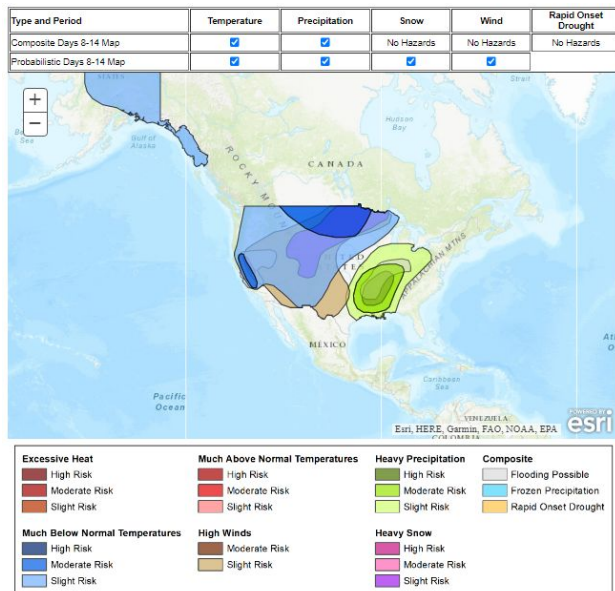 Type and Period Temperature Precipitation Snow Wind Rapid Onset Drought
Composite Days 8-14 Map No Hazards No Hazards No Hazards
Probabilistic Days 8-14 Map
+
−
STATES
Gulf of
Alaska
Hudson
Bay
Strait
CANADA
ROCKY
APPALACHIAN MTNS
MÉXICO
Pacific
Ocean
Caribbean
Sea
VENEZUELA
POWERED BY
esri
Esri, HERE, Garmin, FAO, NOAA, EPA
COLOMBIA
Excessive Heat
High Risk
Moderate Risk
Slight Risk
Much Above Normal Temperatures
High Risk
Moderate Risk
Slight Risk
Heavy Precipitation
High Risk
Moderate Risk
Slight Risk
Composite
Flooding Possible
Frozen Precipitation
Rapid Onset Drought
Much Below Normal Temperatures
High Risk
Moderate Risk
Slight Risk
High Winds
Moderate Risk
Slight Risk
Heavy Snow
High Risk
Moderate Risk
Slight Risk